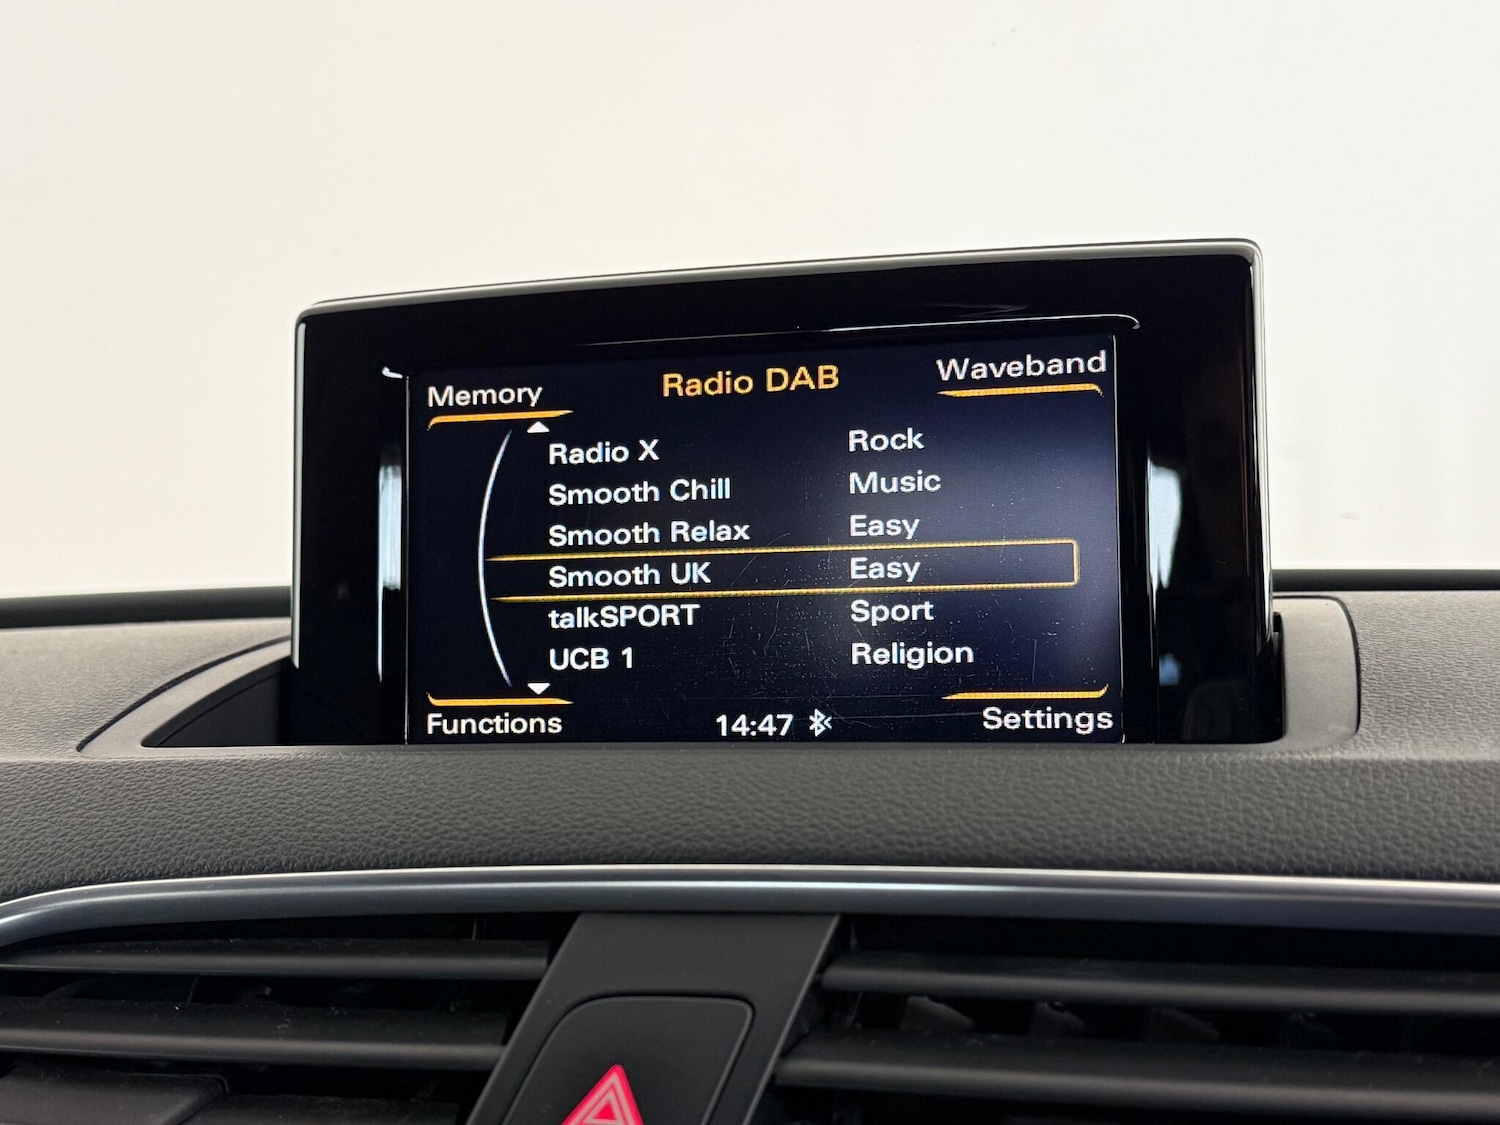 Memory Radio DAB Waveband
Radio X Rock
Smooth Chill Music
Smooth Relax Easy
Smooth UK Easy
talkSPORT Sport
UCB 1 Religion
Functions 14:47 Settings